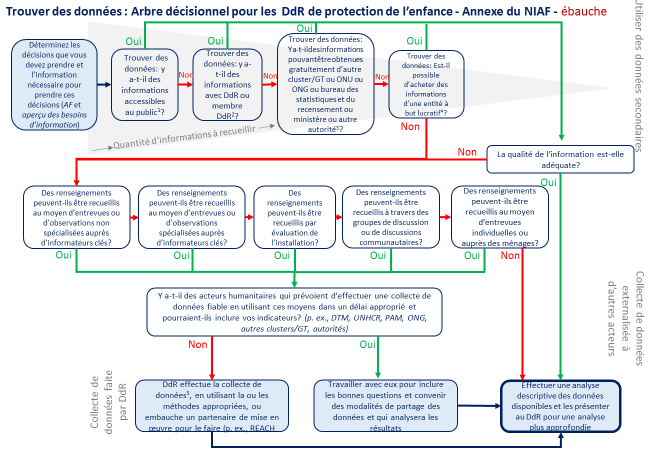 Trouver des données : Arbre décisionnel pour les DdR de protection de l'enfance - Annexe du NIAF - ébauche
Utiliser des données secondaires
Oui
Oui
Oui
Oui
Déterminez les
décisions que vous
devez prendre et
l'information
nécessaire pour
prendre ces
décisions (AF et
aperçu des besoins
d'information)
Trouver des
données : y
a-t-il des
informations
accessibles
au public¹?
Non
Trouver des
données : y a-
t-il des
informations
avec DdR ou
membre
DdR²?
Non
Trouver des données:
Ya-t-ildesinformations
pouvantêtreobtenues
gratuitement d'autre
cluster/GT ou ONU ou
ONG ou bureau des
statistiques et du
recensement ou
ministère ou autre
autorité³?
Non
Trouver des
données: Est-il
possible
d'acheter des
informations
d'une entité à
but lucratif⁴?
Quantité d'informations à recueillir
Non
Non
La qualité de l'information est-elle
adéquate?
Oui
Des renseignements
peuvent-ils être recueillis
au moyen d'entrevues ou
d'observations non
spécialisées auprès
d'informateurs clés?
Des renseignements
peuvent-ils être recueillis
au moyen d'entrevues ou
d'observations
spécialisées auprès
d'informateurs clés?
Des
renseignements
peuvent-ils être
recueillis par
évaluation de
l'installation?
Des renseignements
peuvent-ils être
recueillis à travers des
groupes de discussion
ou de discussions
communautaires?
Des renseignements
peuvent-ils être
recueillis au moyen
d'entrevues
individuelles ou
auprès des ménages?
Oui
Oui
Oui
Oui
Oui
Non
Collecte de
données
externalisée à
d'autres acteurs
Y a-t-il des acteurs humanitaires qui prévoient d'effectuer une collecte de
données fiable en utilisant ces moyens dans un délai approprié et
pourraient-ils inclure vos indicateurs? (p. ex., DTM, UNHCR, PAM, ONG,
autres clusters/GT, autorités)
Non
Oui
Collecte de
données faite
par DdR
DdR effectue la collecte de
données⁵, en utilisant la ou les
méthodes appropriées, ou
embauche un partenaire de mise en
œuvre pour le faire (p. ex., REACH
Travailler avec eux pour inclure
les bonnes questions et convenir
des modalités de partage des
données et qui analysera les
résultats
Effectuer une analyse
descriptive des données
disponibles et les présenter
au DdR pour une analyse
plus approfondie